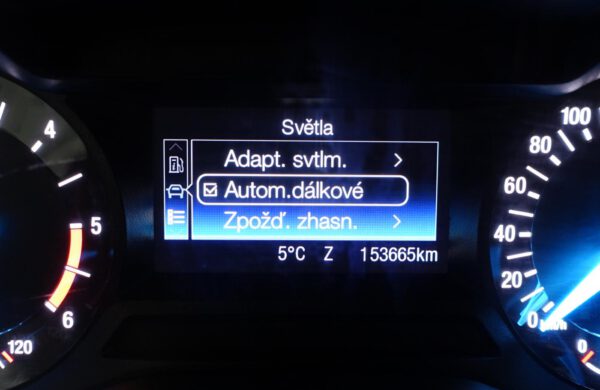 Světla
Adapt. svtlm.
Autom.dálkové
Zpožď. zhasn.
5°C Z 153665km
4
5
6
120
100
80
60
40
20
0
0